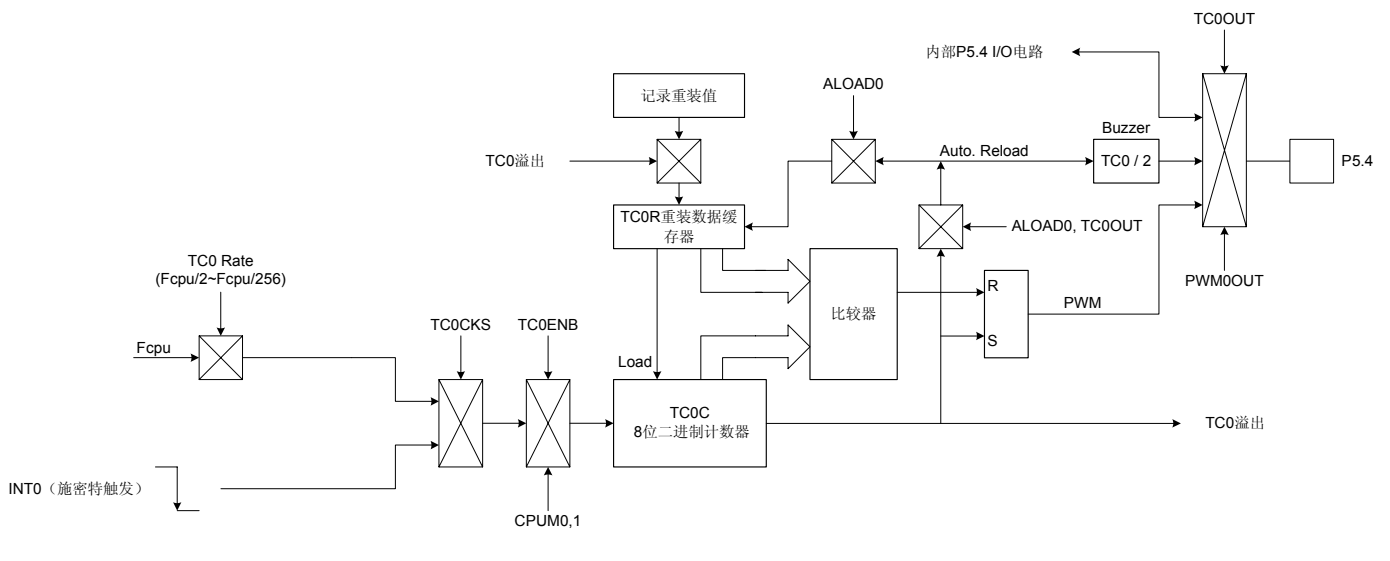 TC0OUT
内部P5.4 I/O电路
记录重装值
ALOAD0
Buzzer
TC0溢出
Auto. Reload
TC0 / 2
P5.4
TC0R重装数据缓
存器
ALOAD0, TC0OUT
TC0 Rate
(Fcpu/2~Fcpu/256)
PWM0OUT
R
PWM
比较器
TC0CKS
TC0ENB
S
Fcpu
Load
TC0C
8位二进制计数器
TC0溢出
INT0（施密特触发）
CPUM0,1